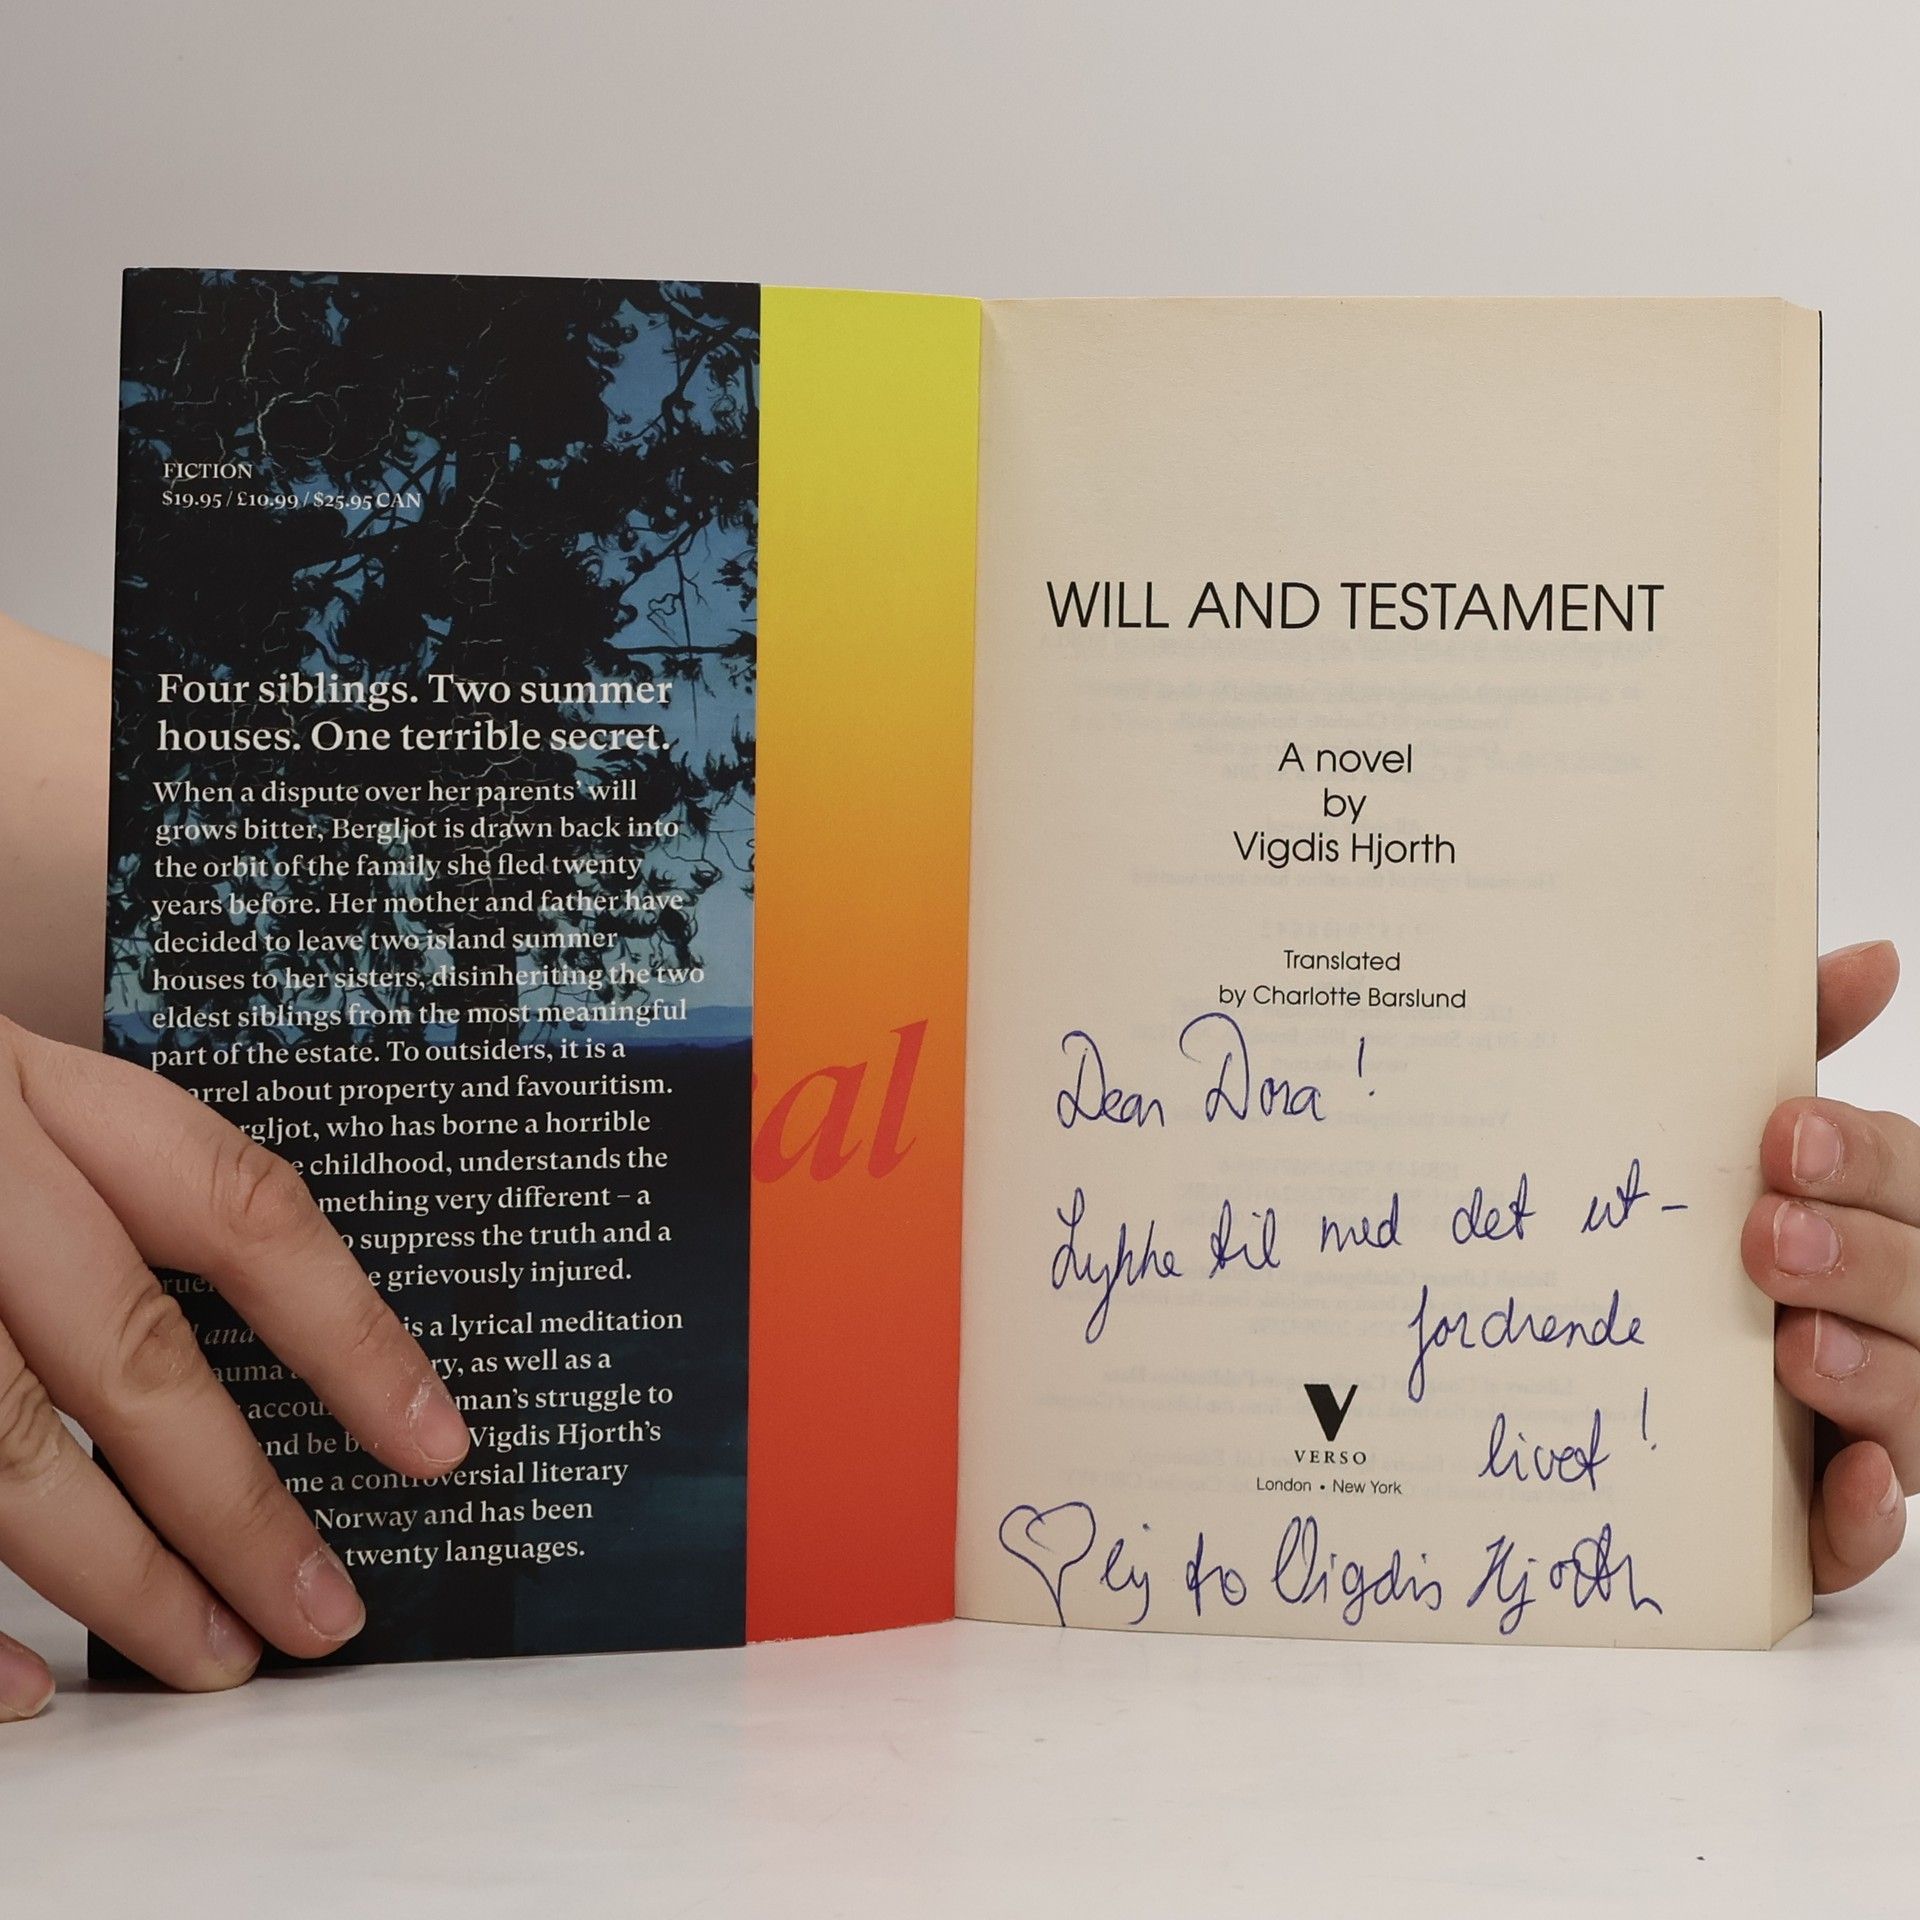 FICTION
$19.95 / £10.99 / $25.95 CAN
Four siblings. Two summer
houses. One terrible secret.
When a dispute over her parents' will
grows bitter, Bergljot is drawn back into
the orbit of the family she fled twenty
years before. Her mother and father have
decided to leave two island summer
houses to her sisters, disinheriting the two
eldest siblings from the most meaningful
part of the estate. To outsiders, it is a
arrel about property and favouritism.
rgljot, who has borne a horrible
e childhood, understands the
mething very different – a
o suppress the truth and a
e grievously injured.
and is a lyrical meditation
auma ry, as well as a
accou man's struggle to
nd be b Vigdis Hjorth's
me a controversial literary
Norway and has been
twenty languages.
al
WILL AND TESTAMENT
A novel
by
Vigdis Hjorth
Translated
by Charlotte Barslund
Dear Dora!
Lykke til med det ut-
fordrende
livet!
VERSO
London • New York
Vigdis Hjorth